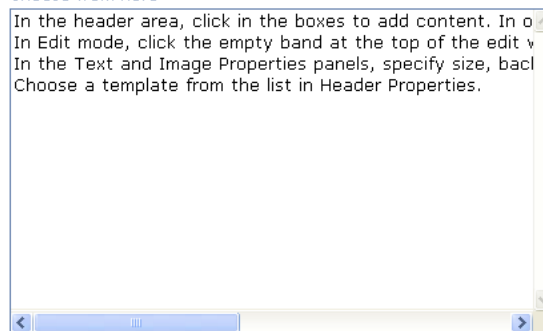 In the header area, click in the boxes to add content. In o
In Edit mode, click the empty band at the top of the edit
In the Text and Image Properties panels, specify size,
Choose a template from the list in Header Properties.